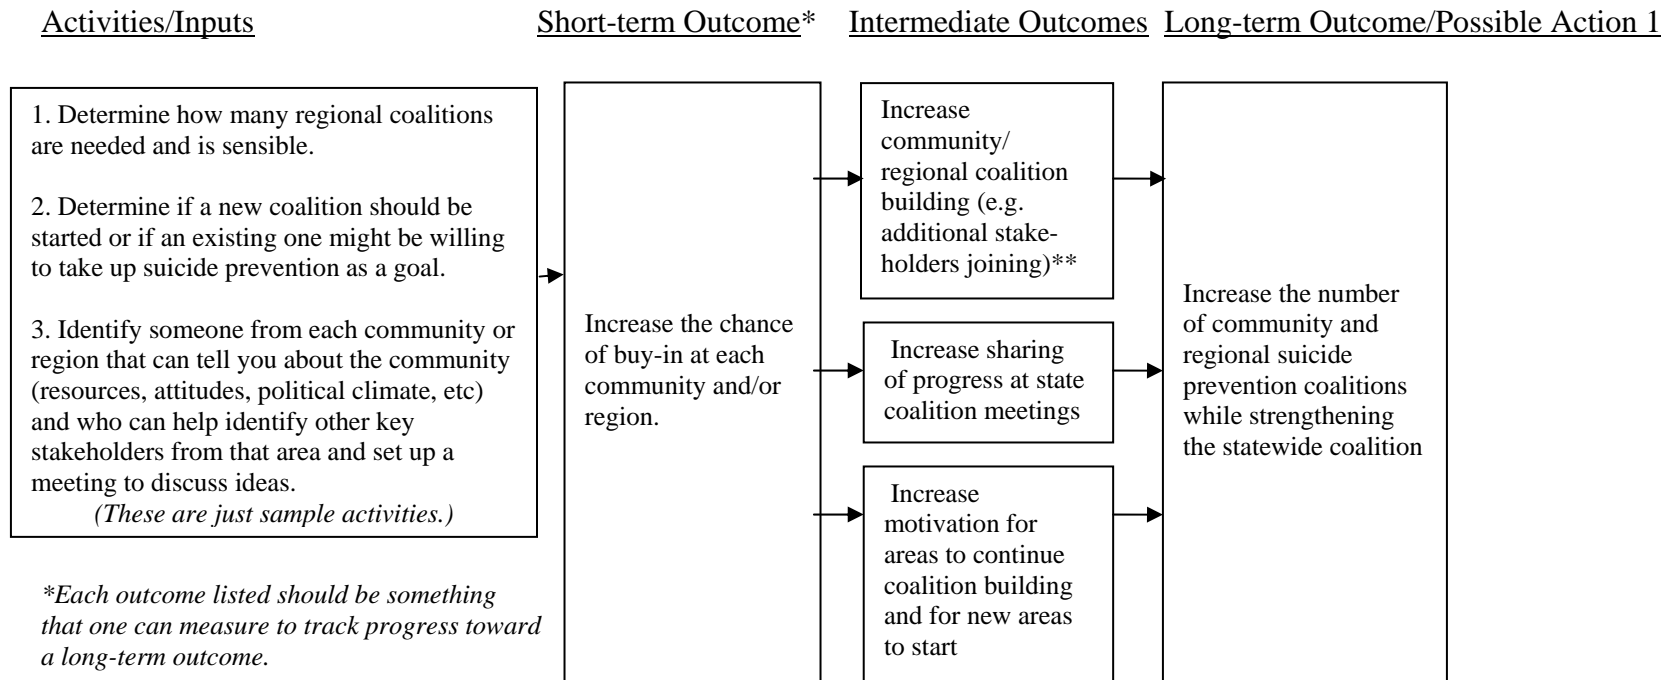 Activities/Inputs
Short-term Outcome*
Intermediate Outcomes
Long-term Outcome/Possible Action 1
1. Determine how many regional coalitions
are needed and is sensible.
2. Determine if a new coalition should be
started or if an existing one might be willing
to take up suicide prevention as a goal.
3. Identify someone from each community or
region that can tell you about the community
(resources, attitudes, political climate, etc)
and who can help identify other key
stakeholders from that area and set up a
meeting to discuss ideas.
(These are just sample activities.)
*Each outcome listed should be something
that one can measure to track progress toward
a long-term outcome.
Increase the chance
of buy-in at each
community and/or
region.
Increase
community/
regional coalition
building (e.g.
additional stake-
holders joining)**
Increase sharing
of progress at state
coalition meetings
Increase
motivation for
areas to continue
coalition building
and for new areas
to start
Increase the number
of community and
regional suicide
prevention coalitions
while strengthening
the statewide coalition